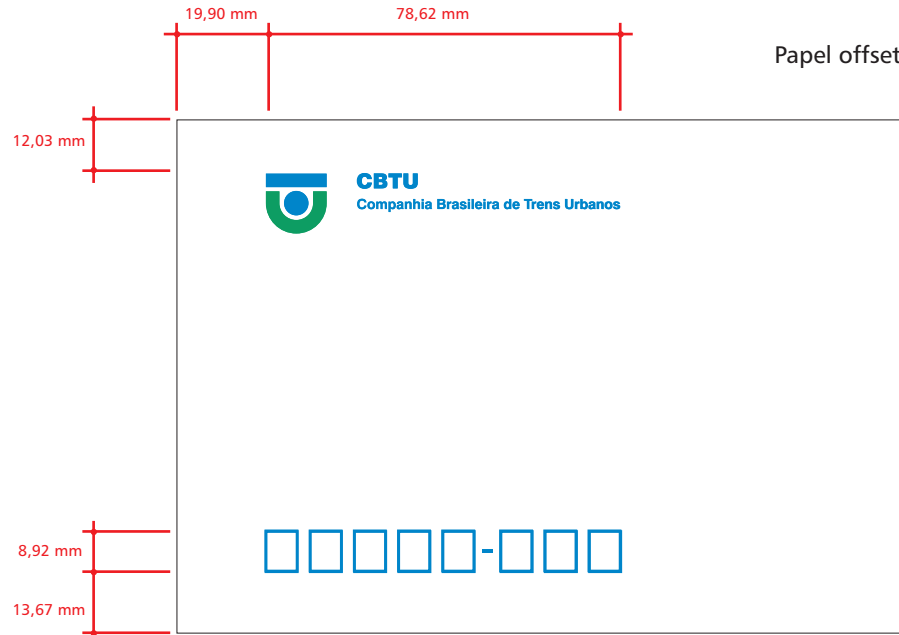 19,90 mm
78,62 mm
Papel offset
12,03 mm
CBTU
Companhia Brasileira de Trens Urbanos
8,92 mm
-
13,67 mm